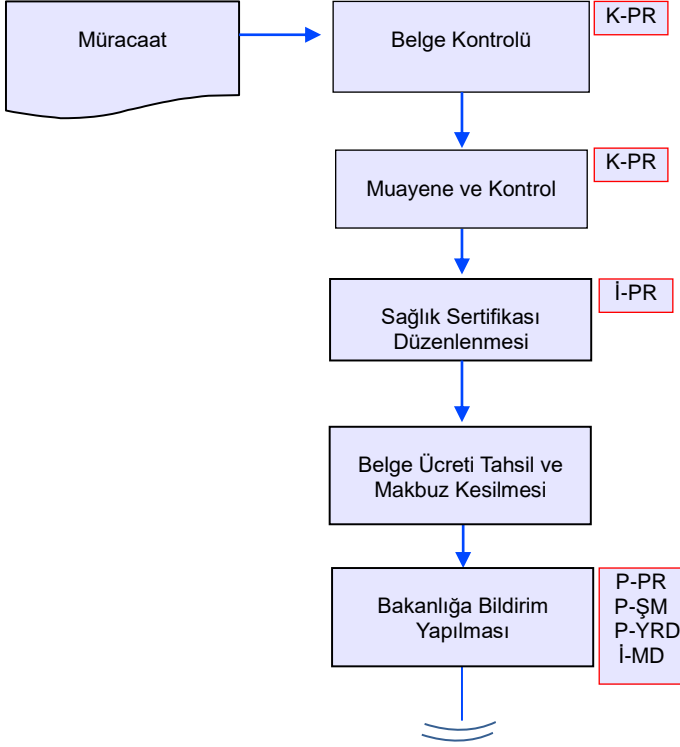 Müracaat
Belge Kontrolü
K-PR
Muayene ve Kontrol
K-PR
Sağlık Sertifikası
Düzenlenmesi
İ-PR
Belge Ücreti Tahsil ve
Makbuz Kesilmesi
Bakanlığa Bildirim
Yapılması
P-PR
P-ŞM
P-YRD
İ-MD